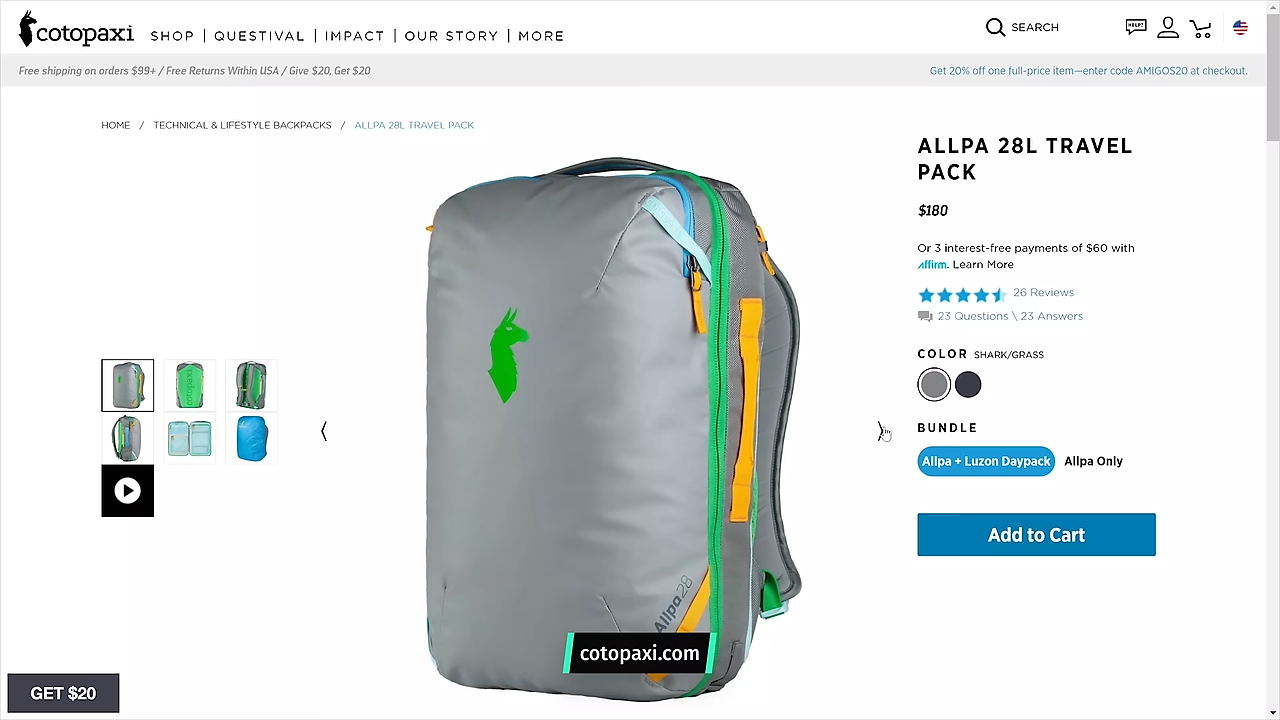 cotopaxi
SHOP | QUESTIVAL | IMPACT | OUR STORY | MORE
SEARCH
HELP!
Free shipping on orders $99+ / Free Returns Within USA / Give $20, Get $20
Get 20% off one full-price item—enter code AMIGOS20 at checkout.
HOME / TECHNICAL & LIFESTYLE BACKPACKS / ALLPA 28L TRAVEL PACK
ALLPA 28L TRAVEL
PACK
$180
Or 3 interest-free payments of $60 with
affirm. Learn More
26 Reviews
23 Questions \ 23 Answers
COLOR SHARK/GRASS
BUNDLE
Allpa + Luzon Daypack
Allpa Only
Add to Cart
cotopaxi
Allpa28
cotopaxi.com
GET $20